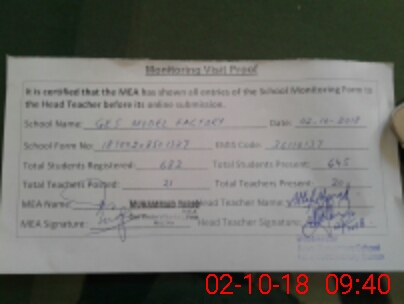 Monitoring Visit Proof
It is certified that the MEA has shown all entries of the School Monitoring Form to
the Head Teacher before its online submission.
School Name: GES MODEL FACTORY Date: 02-10-2018
School Form No: EMIS Code:
Total Students Registered: 682 Total Students Present: 645
Total Teachers Posted: 21 Total Teachers Present: 20
MEA Name: Muhammad Head Teacher Name:
MEA Signature: Head Teacher Signature:
02-10-18 09:40